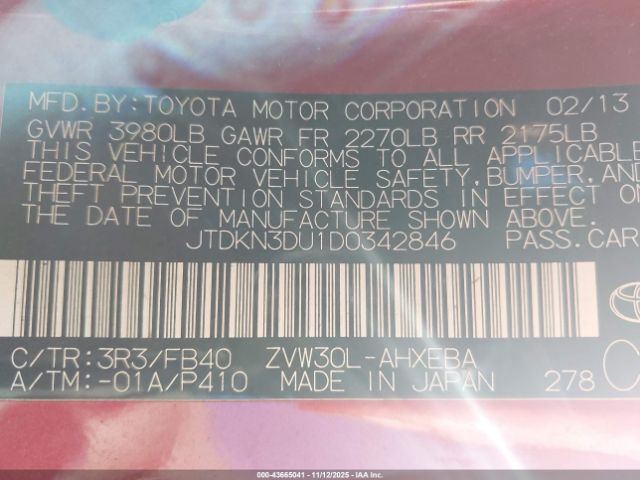 MFD.BY:TOYOTA MOTOR CORPORATION 02/13
GVWR 3980LB GAWR FR 2270LB RR 2175LB
THIS VEHICLE CONFORMS TO ALL APPLICABLE
FEDERAL MOTOR VEHICLE SAFETY,BUMPER,AND
THEFT PREVENTION STANDARDS IN EFFECT ON
THE DATE OF MANUFACTURE SHOWN ABOVE.
JTDKN3DU1D0342846 PASS.CAR
C/TR:3R3/FB40 ZVW30L-AHXEBA
A/TM:-01A/P410 MADE IN JAPAN 278
000-43665041 - 11/12/2025 - IAA Inc.